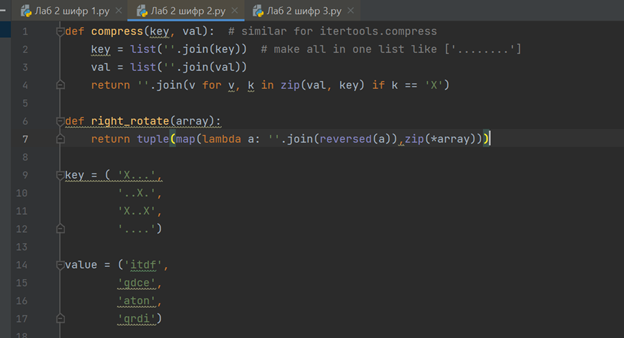 Лаб 2 шифр 1.py × Лаб 2 шифр 2.py × Лаб 2 шифр 3.py ×
1 def compress(key, val):  # similar for itertools.compress
2     key = list(''.join(key))  # make all in one list like ['........']
3     val = list(''.join(val))
4     return ''.join(v for v, k in zip(val, key) if k == 'X')
5
6 def right_rotate(array):
7     return tuple(map(lambda a: ''.join(reversed(a)),zip(*array)))
8
9 key = ( 'X...',
10         '..X.',
11         'X..X',
12         '....')
13
14 value = ('itdf',
15         'gdce',
16         'aton',
17         'qrdi')
18